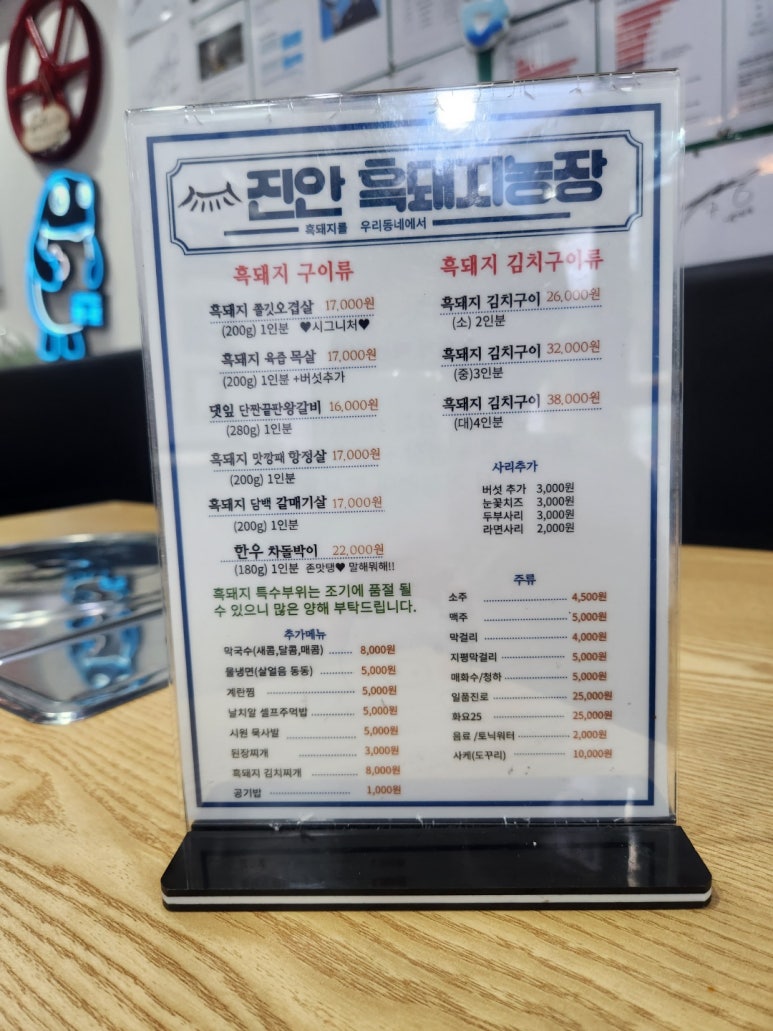 진안 흑돼지농장
흑돼지를 우리동네에서
흑돼지 구이류
흑돼지 쫄깃오겹살 17,000원
(200g) 1인분 ♥시그니처♥
흑돼지 육즙 목살 17,000원
(200g) 1인분 +버섯추가
댓잎 단짠끝판왕갈비 16,000원
(280g) 1인분
흑돼지 맛깡패 항정살 17,000원
(200g) 1인분
흑돼지 담백 갈매기살 17,000원
(200g) 1인분
한우 차돌박이 22,000원
(180g) 1인분 존맛탱♥ 말해뭐해!!
흑돼지 특수부위는 조기에 품절 될
수 있으니 많은 양해 부탁드립니다.
추가메뉴
막국수(새콤,달콤,매콤) 8,000원
물냉면(살얼음 동동) 5,000원
계란찜 5,000원
날치알 셀프주먹밥 5,000원
시원 묵사발 5,000원
된장찌개 3,000원
흑돼지 김치찌개 8,000원
공기밥 1,000원
흑돼지 김치구이류
흑돼지 김치구이 26,000원
(소) 2인분
흑돼지 김치구이 32,000원
(중)3인분
흑돼지 김치구이 38,000원
(대)4인분
사리추가
버섯 추가 3,000원
눈꽃치즈 3,000원
두부사리 3,000원
라면사리 2,000원
주류
소주 4,500원
맥주 5,000원
막걸리 4,000원
지평막걸리 5,000원
매화수/청하 5,000원
일품진로 25,000원
화요25 25,000원
음료 /토닉워터 2,000원
사케(도꾸리) 10,000원